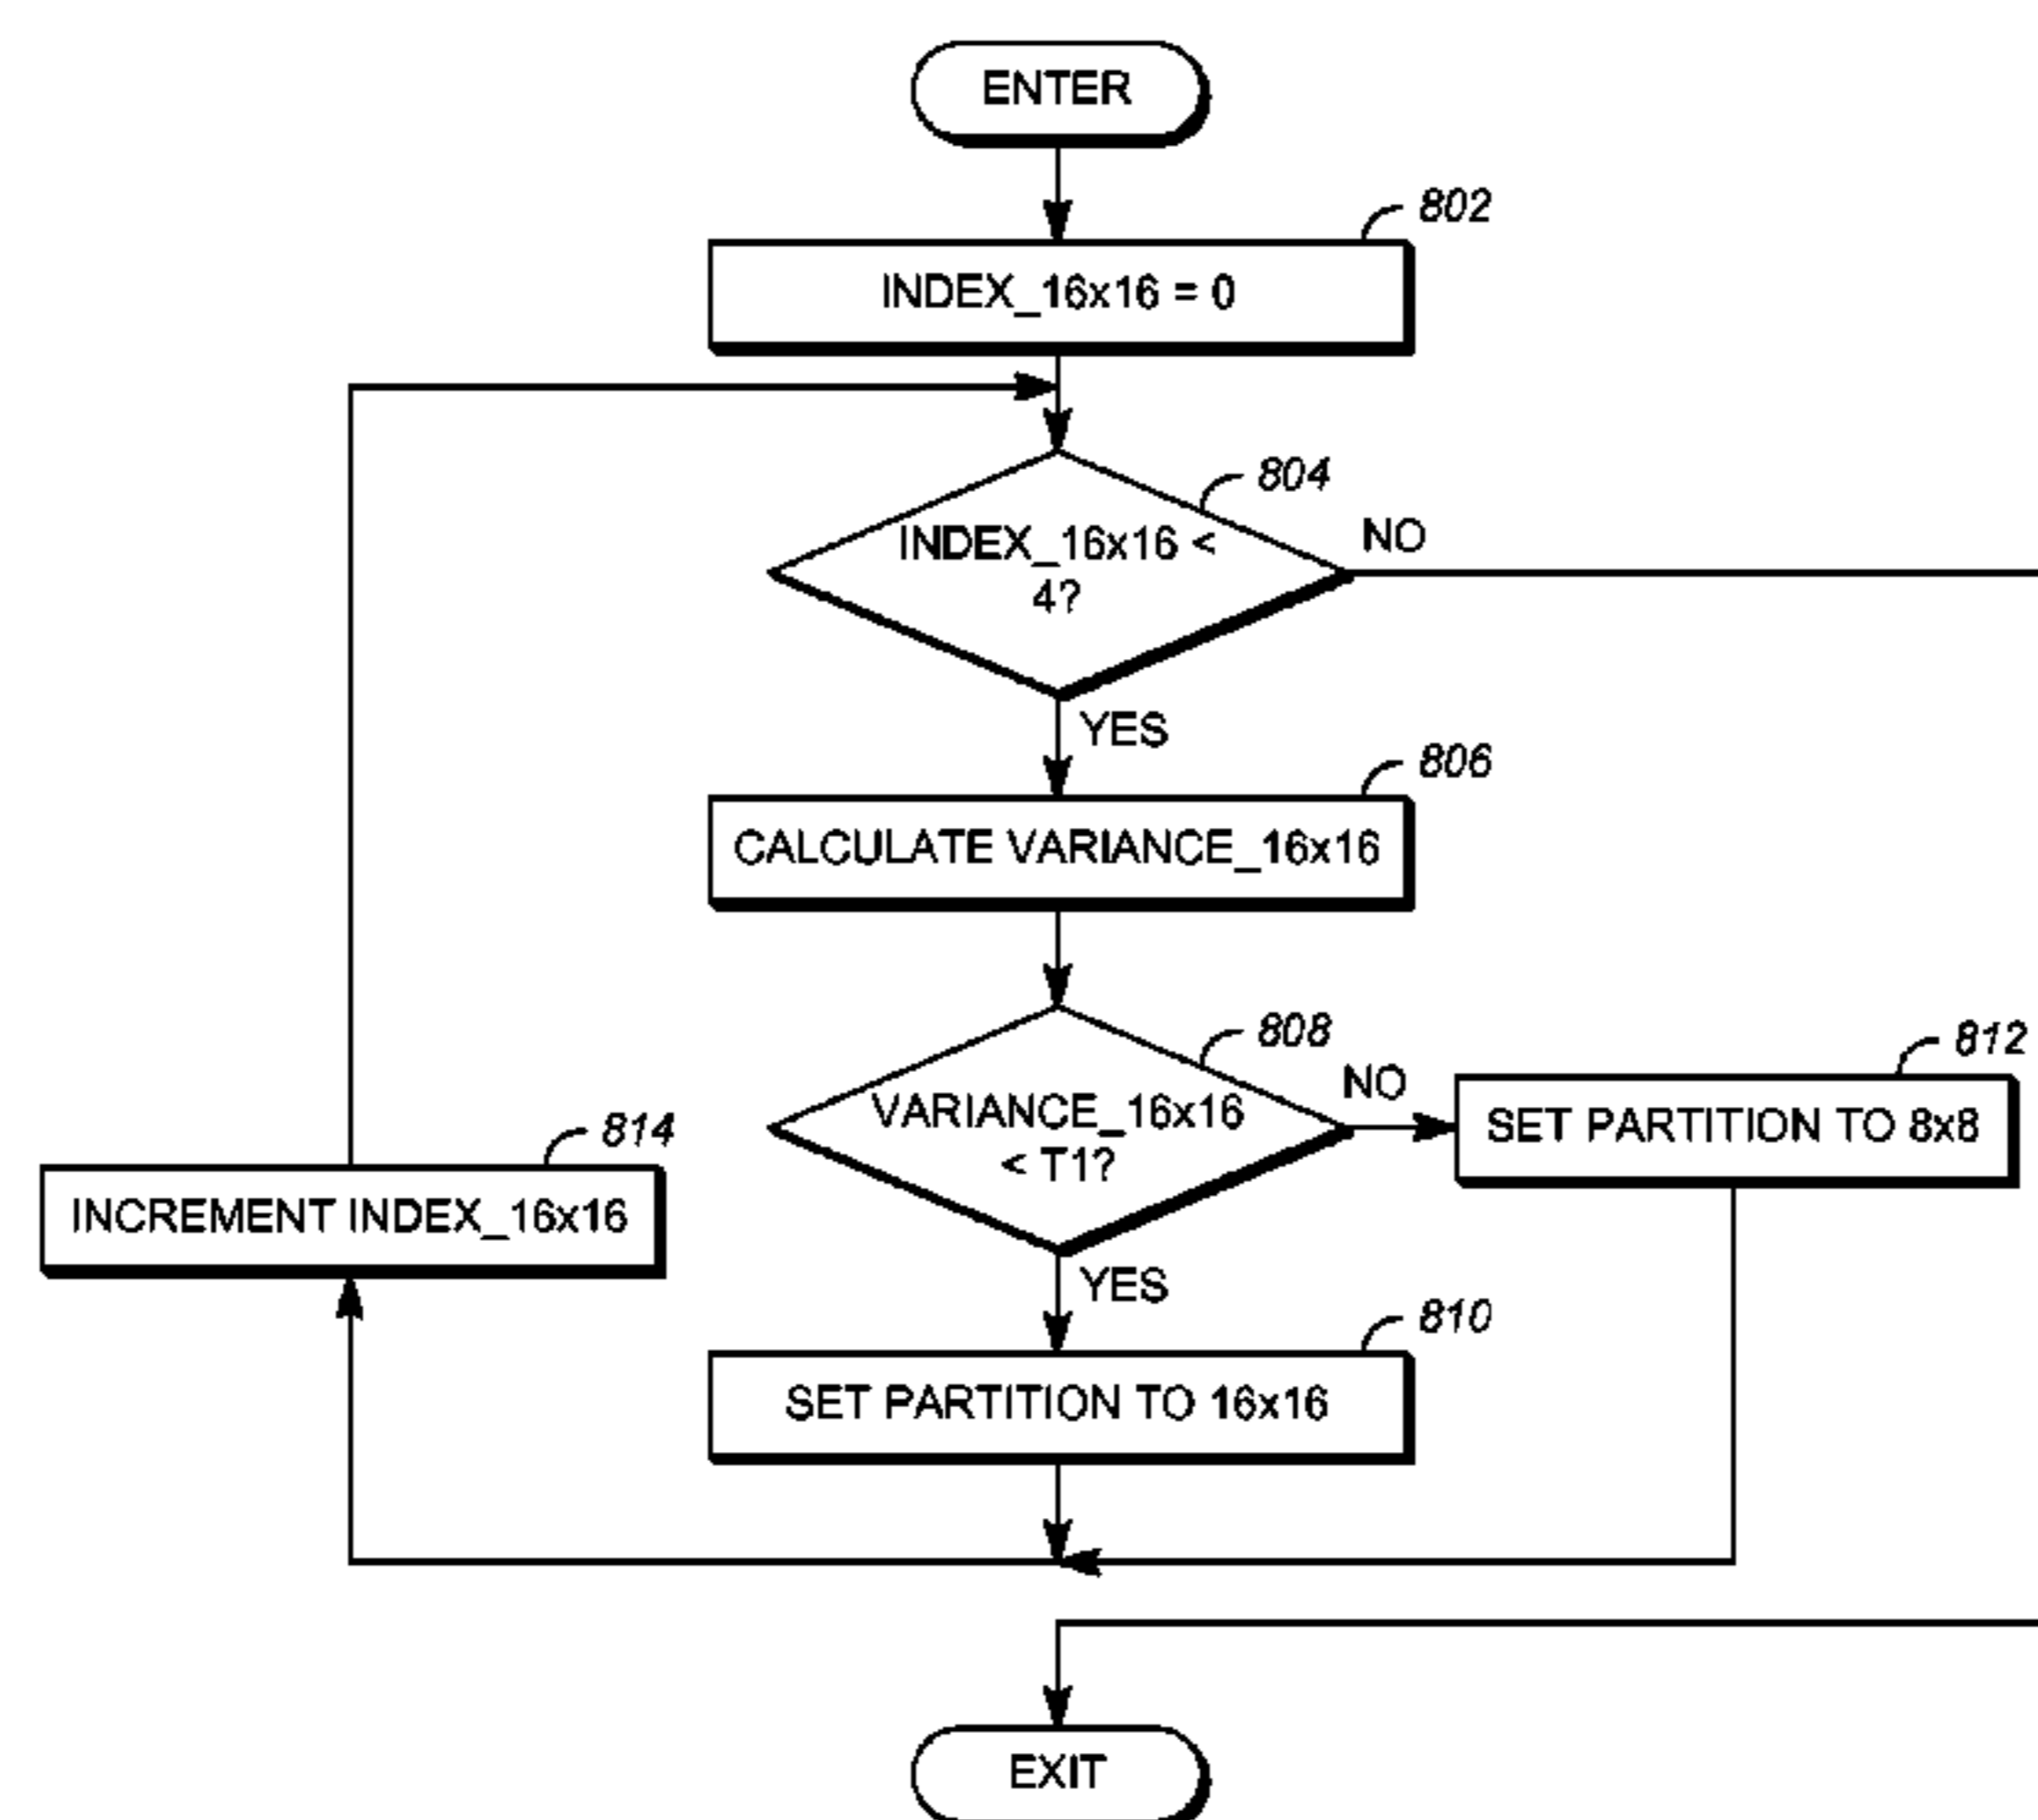 ENTER
802
INDEX_16x16 = 0
804
INDEX_16x16 <
4?
NO
YES
806
CALCULATE VARIANCE_16x16
808
VARIANCE_16x16
< T1?
NO
812
SET PARTITION TO 8x8
814
INCREMENT INDEX_16x16
YES
810
SET PARTITION TO 16x16
EXIT